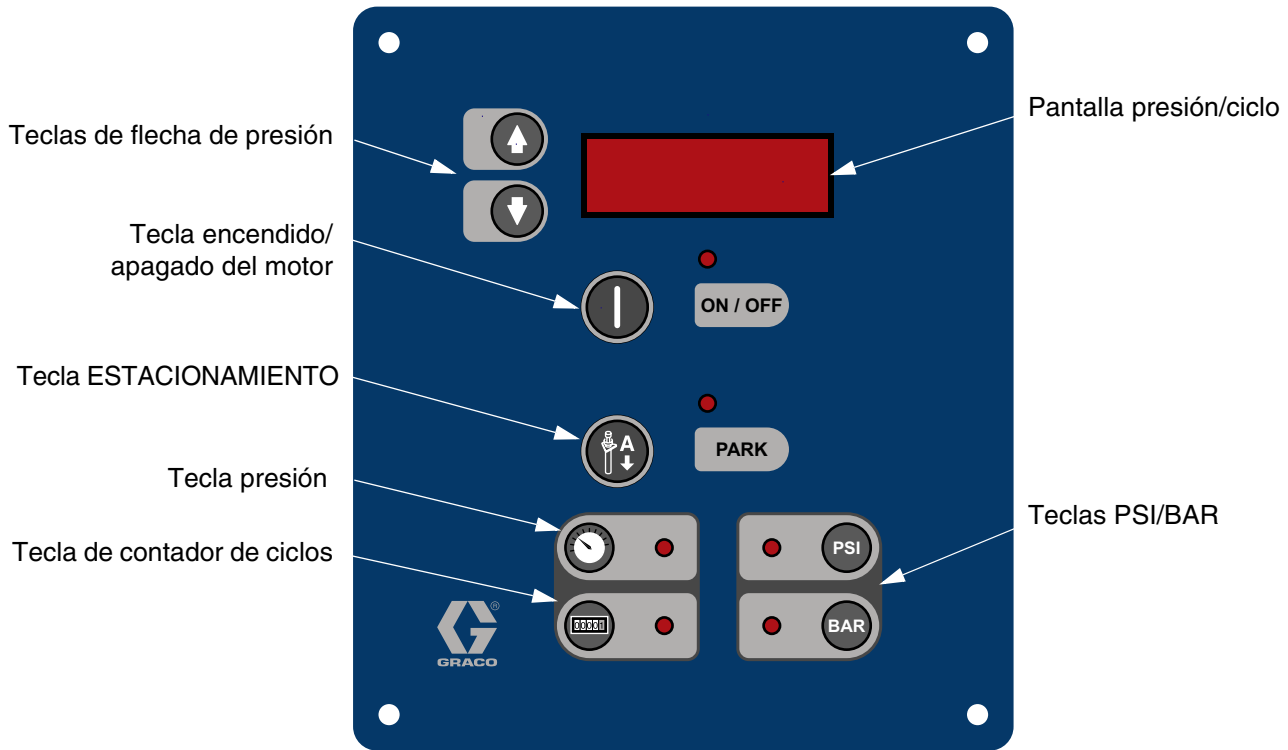 Teclas de flecha de presión
Pantalla presión/ciclo
Tecla encendido/
apagado del motor
ON / OFF
Tecla ESTACIONAMIENTO
A
PARK
Tecla presión
PSI
Teclas PSI/BAR
Tecla de contador de ciclos
00001
BAR
®
GRACO